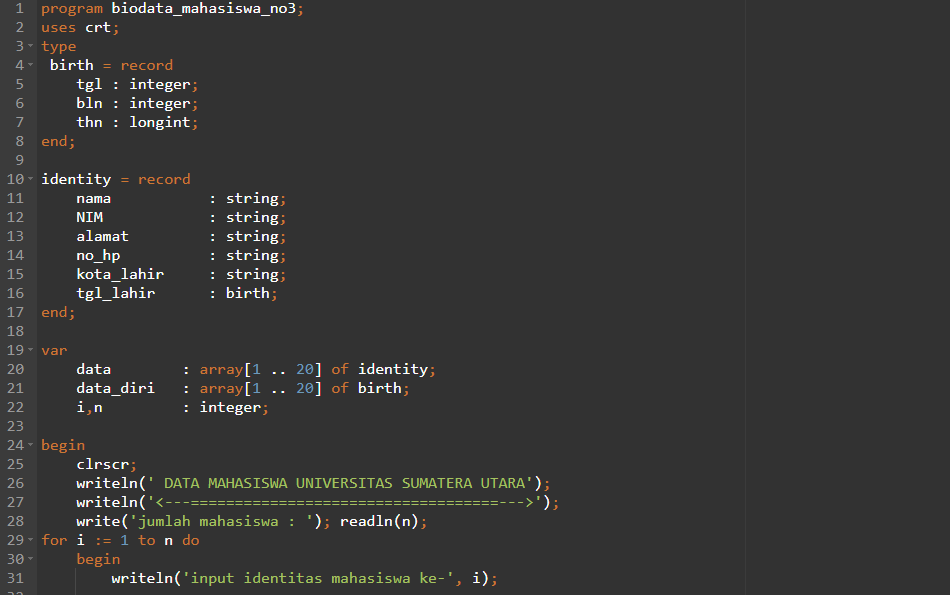 1 program biodata_mahasiswa_no3;
2 uses crt;
3 type
4 birth = record
5 tgl : integer;
6 bln : integer;
7 thn : longint;
8 end;
9
10 identity = record
11 nama : string;
12 NIM : string;
13 alamat : string;
14 no_hp : string;
15 kota_lahir : string;
16 tgl_lahir : birth;
17 end;
18
19 var
20 data : array[1 .. 20] of identity;
21 data_diri : array[1 .. 20] of birth;
22 i,n : integer;
23
24 begin
25 clrscr;
26 writeln(' DATA MAHASISWA UNIVERSITAS SUMATERA UTARA');
27 writeln('<---===================================--->');
28 write('jumlah mahasiswa : '); readln(n);
29 for i := 1 to n do
30 begin
31 writeln('input identitas mahasiswa ke-', i);